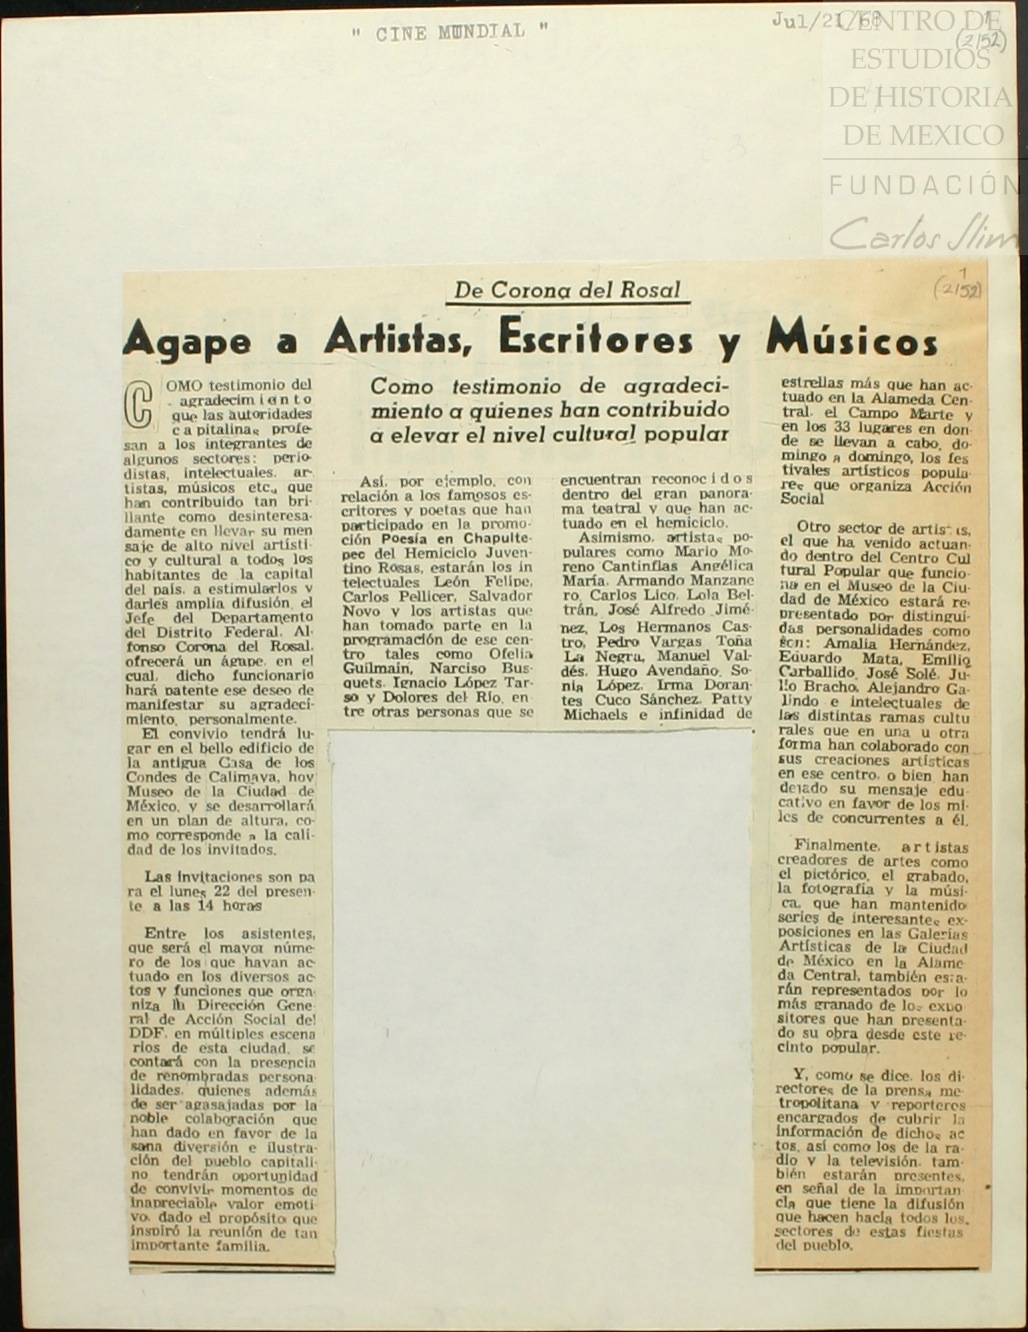 " CINE MUNDIAL "
Jul/21/68
1
(2/52)
CENTRO DE
ESTUDIOS
DE HISTORIA
DE MEXICO
FUNDACIÓN
Carlos Slim
1
(2/52)
De Corona del Rosal
Agape a Artistas, Escritores y Músicos
Como testimonio de agradeci-
miento a quienes han contribuido
a elevar el nivel cultural popular
COMO testimonio del
agradecimiento
que las autoridades
capitalinas profe-
san a los integrantes de
algunos sectores: perio-
distas, intelectuales, ar-
tistas, músicos etc., que
han contribuido tan bri-
llante como desinteresa-
damente en llevar su men
saje de alto nivel artísti-
co y cultural a todos los
habitantes de la capital
del país, a estimularlos y
darles amplia difusión, el
Jefe del Departamento
del Distrito Federal, Al-
fonso Corona del Rosal,
ofrecerá un ágape, en el
cual, dicho funcionario
hará patente ese deseo de
manifestar su agradeci-
miento, personalmente.
El convivio tendrá lu-
gar en el bello edificio de
la antigua Casa de los
Condes de Calimaya, hoy
Museo de la Ciudad de
México, y se desarrollará
en un plan de altura, co-
mo corresponde a la cali-
dad de los invitados.
Las invitaciones son pa
ra el lunes 22 del presen-
te a las 14 horas
Entre los asistentes,
que será el mayor núme-
ro de los que hayan ac-
tuado en los diversos ac-
tos y funciones que orga-
niza la Dirección Gene-
ral de Acción Social del
DDF, en múltiples escena
rios de esta ciudad, se
contará con la presencia
de renombradas persona-
lidades, quienes además
de ser agasajadas por la
noble colaboración que
han dado en favor de la
sana diversión e ilustra-
ción del pueblo capitali-
no tendrán oportunidad
de convivir momentos de
inapreciable valor emoti-
vo, dado el propósito que
inspiró la reunión de tan
importante familia.
Así, por ejemplo, con
relación a los famosos es-
critores y poetas que han
participado en la promo-
ción Poesía en Chapulte-
pec del Hemiciclo Juven-
tino Rosas, estarán los in
telectuales León Felipe,
Carlos Pellicer, Salvador
Novo y los artistas que
han tomado parte en la
programación de ese cen-
tro tales como Ofelia
Guilmain, Narciso Bus-
quets, Ignacio López Tar-
so y Dolores del Río, en-
tre otras personas que se
encuentran reconocidos
dentro del gran panora-
ma teatral y que han ac-
tuado en el hemiciclo.
Asimismo, artistas po-
pulares como Mario Mo-
reno Cantinflas Angélica
María, Armando Manzane
ro, Carlos Lico, Lola Bel-
trán, José Alfredo Jimé-
nez, Los Hermanos Cas-
tro, Pedro Vargas Toña
La Negra, Manuel Val-
dés, Hugo Avendaño, So-
nia López, Irma Doran-
tes Cuco Sánchez, Patty
Michaels e infinidad de
estrellas más que han ac-
tuado en la Alameda Cen-
tral, el Campo Marte y
en los 33 lugares en don-
de se llevan a cabo, do-
mingo a domingo, los fes
tivales artísticos popula-
res que organiza Acción
Social
Otro sector de artistas,
el que ha venido actuan-
do dentro del Centro Cul
tural Popular que funcio-
na en el Museo de la Ciu-
dad de México estará re-
presentado por distingui-
das personalidades como
son: Amalia Hernández,
Eduardo Mata, Emilio
Carballido, José Solé, Ju-
lio Bracho, Alejandro Ga-
lindo e intelectuales de
las distintas ramas cultu
rales que en una u otra
forma han colaborado con
sus creaciones artísticas
en ese centro, o bien han
dejado su mensaje edu-
cativo en favor de los mi-
les de concurrentes a él.
Finalmente, artistas
creadores de artes como
el pictórico, el grabado,
la fotografía y la músi-
ca, que han mantenido
series de interesantes ex-
posiciones en las Galerías
Artísticas de la Ciudad
de México en la Alame-
da Central, también esta-
rán representados por lo
más granado de los expo-
sitores que han presenta-
do su obra desde este re-
cinto popular.
Y, como se dice, los di-
rectores de la prensa me-
tropolitana y reporteros
encargados de cubrir la
información de dichos ac
tos, así como los de la ra-
dio y la televisión, tam-
bién estarán presentes,
en señal de la importan-
cia que tiene la difusión
que hacen hacia todos los
sectores de estas fiestas
del pueblo.